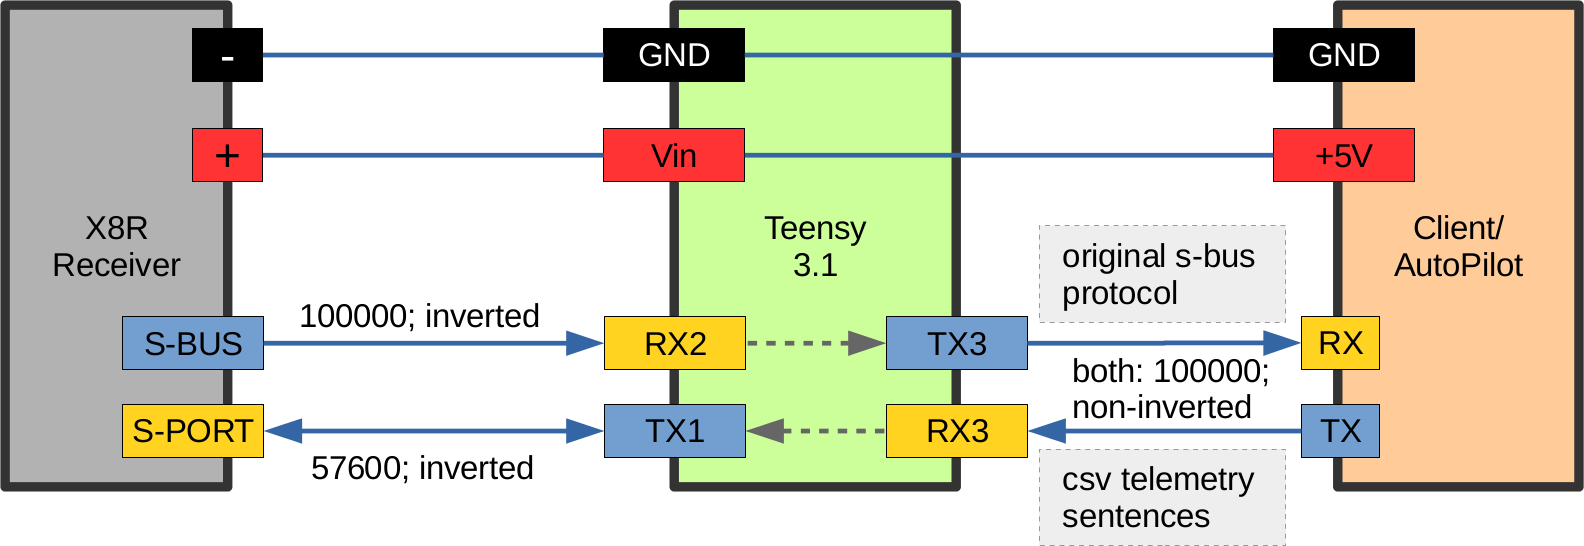 -
GND
GND
+
Vin
+5V
X8R
Receiver
Teensy
3.1
original s-bus
protocol
Client/
AutoPilot
100000; inverted
S-BUS
RX2
TX3
RX
both: 100000;
non-inverted
S-PORT
TX1
RX3
TX
57600; inverted
csv telemetry
sentences